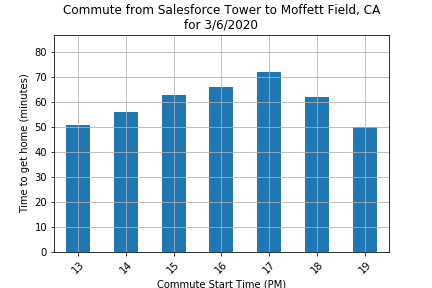 Commute from Salesforce Tower to Moffett Field, CA
for 3/6/2020
Time to get home (minutes)
80
70
60
50
40
30
20
10
0
13 14 15 16 17 18 19
Commute Start Time (PM)